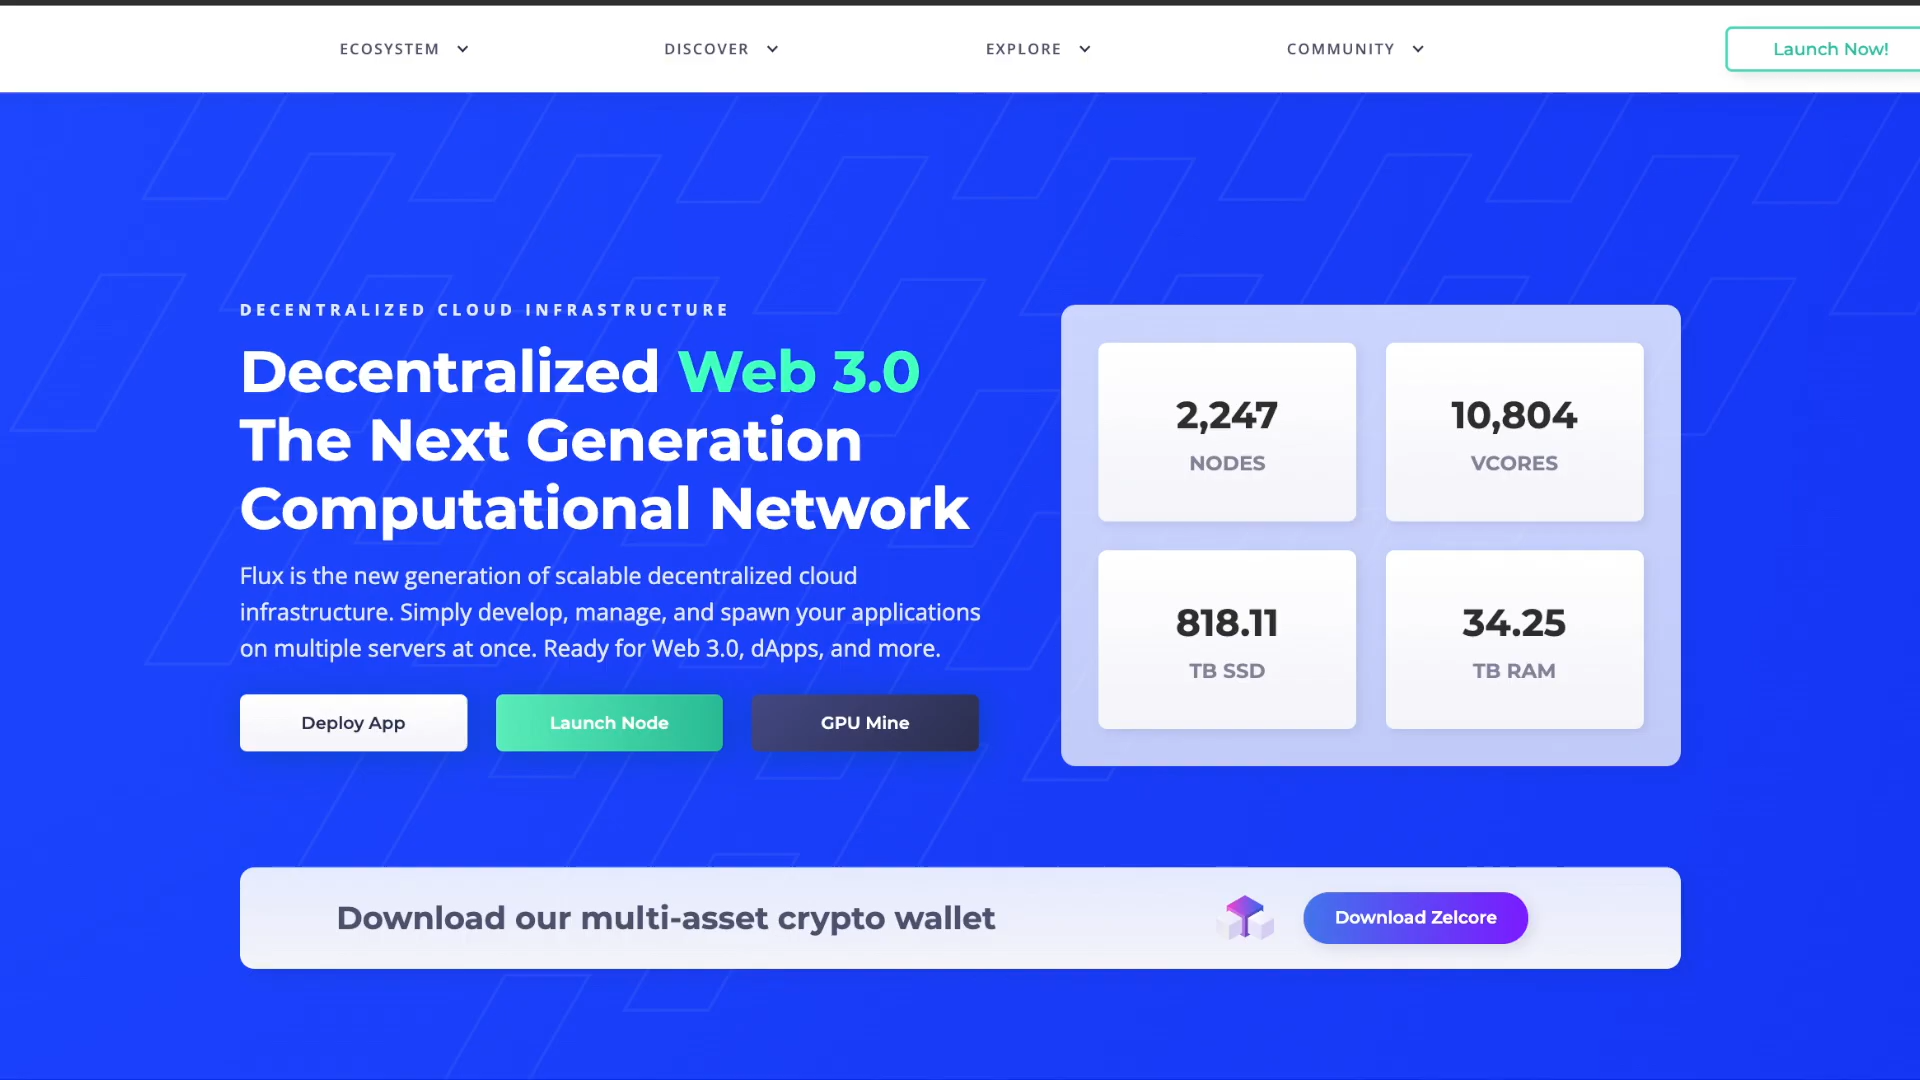 ECOSYSTEM
DISCOVER
EXPLORE
COMMUNITY
Launch Now!
DECENTRALIZED CLOUD INFRASTRUCTURE
Decentralized Web 3.0
The Next Generation
Computational Network
Flux is the new generation of scalable decentralized cloud
infrastructure. Simply develop, manage, and spawn your applications
on multiple servers at once. Ready for Web 3.0, dApps, and more.
Deploy App
Launch Node
GPU Mine
2,247
NODES
10,804
VCORES
818.11
TB SSD
34.25
TB RAM
Download our multi-asset crypto wallet
Download Zelcore